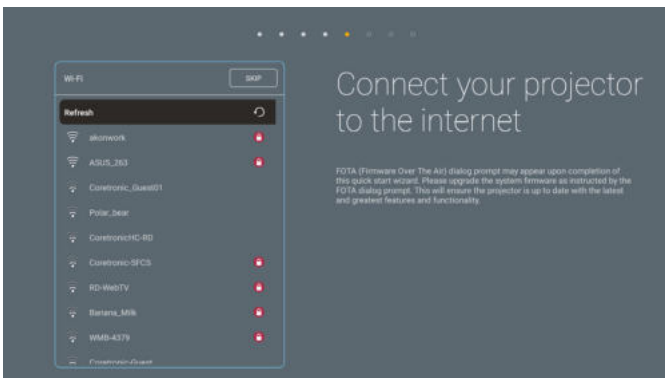 Wi-Fi
SKIP
Refresh
akonwork
ASUS_263
Coretronic_Guest01
Polar_bear
CoretronicHC-RD
Coretronic-SFCS
RD-WebTV
Banana_Milk
WMB-4379
Coretronic-Guest
Connect your projector
to the internet
FOTA (Firmware Over The Air) dialog prompt may appear upon completion of
this quick start wizard. Please upgrade the system firmware as instructed by the
FOTA dialog prompt. This will ensure the projector is up to date with the latest
and greatest features and functionality.